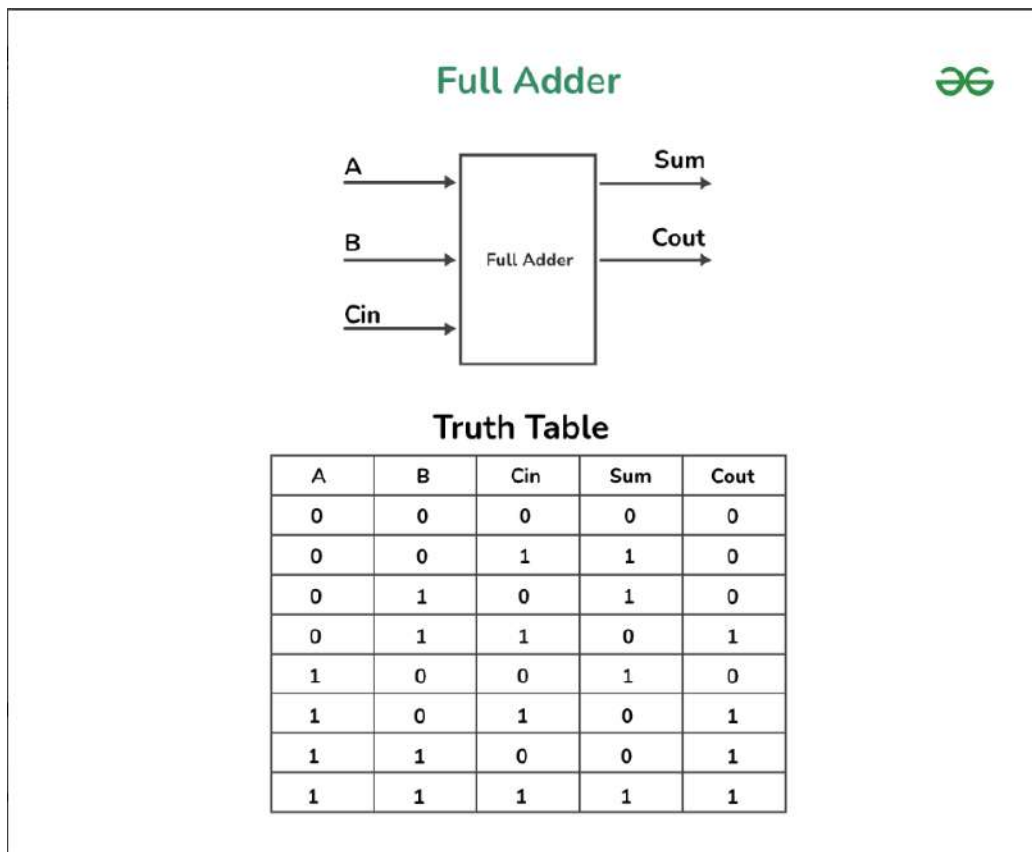 Full Adder
A
Sum
B
Cout
Full Adder
Cin
Truth Table
A B Cin Sum Cout
0 0 0 0 0
0 0 1 1 0
0 1 0 1 0
0 1 1 0 1
1 0 0 1 0
1 0 1 0 1
1 1 0 0 1
1 1 1 1 1